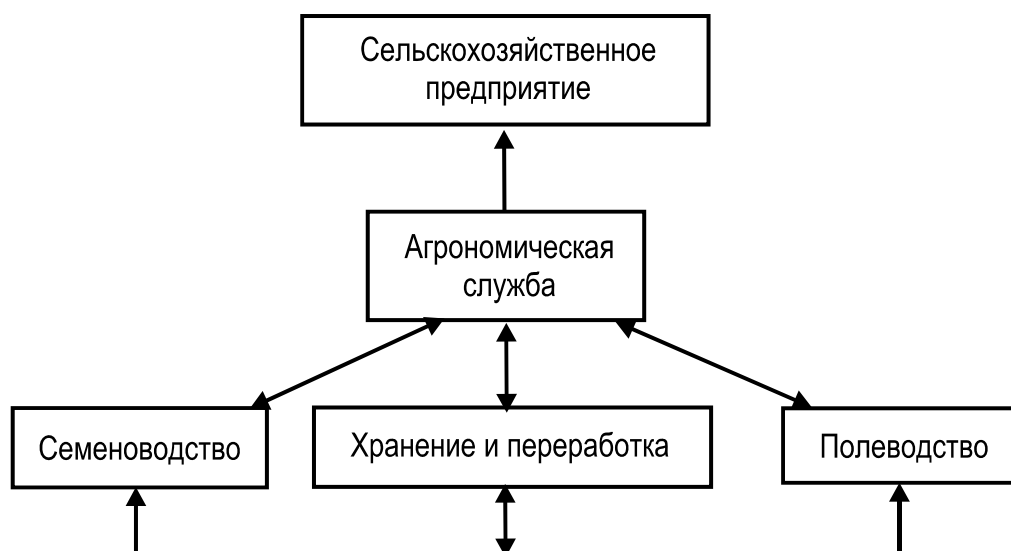 Сельскохозяйственное
предприятие
Агрономическая
служба
Семеноводство
Хранение и переработка
Полеводство